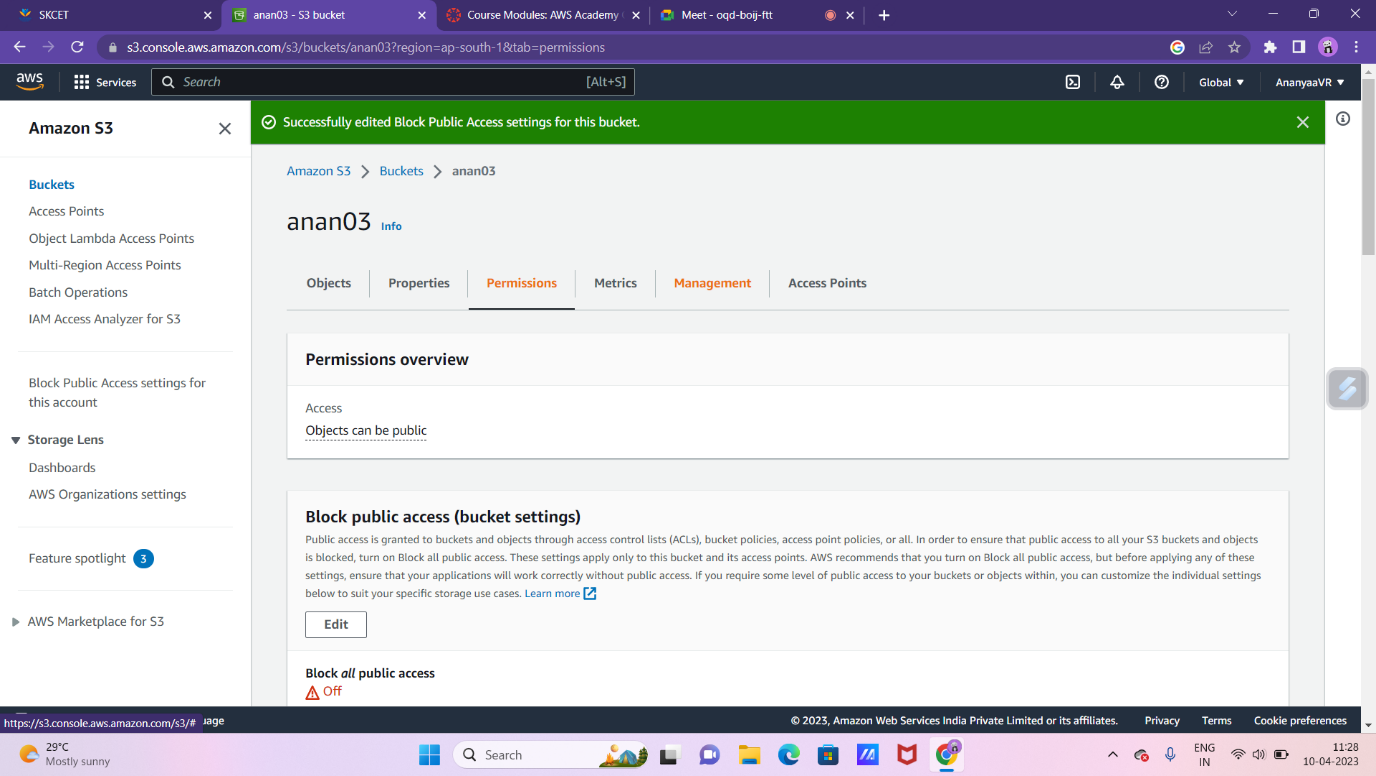 SKCET
anan03 - S3 bucket
Course Modules: AWS Academy
Meet - oqd-boij-ftt
s3.console.aws.amazon.com/s3/buckets/anan03?region=ap-south-1&tab=permissions
aws
Services
Search
[Alt+S]
Global
AnanyaaVR
Amazon S3
Successfully edited Block Public Access settings for this bucket.
Buckets
Access Points
Object Lambda Access Points
Multi-Region Access Points
Batch Operations
IAM Access Analyzer for S3
Block Public Access settings for
this account
Storage Lens
Dashboards
AWS Organizations settings
Feature spotlight 3
AWS Marketplace for S3
Amazon S3 > Buckets > anan03
anan03 Info
Objects
Properties
Permissions
Metrics
Management
Access Points
Permissions overview
Access
Objects can be public
Block public access (bucket settings)
Public access is granted to buckets and objects through access control lists (ACLs), bucket policies, access point policies, or all. In order to ensure that public access to all your S3 buckets and objects
is blocked, turn on Block all public access. These settings apply only to this bucket and its access points. AWS recommends that you turn on Block all public access, but before applying any of these
settings, ensure that your applications will work correctly without public access. If you require some level of public access to your buckets or objects within, you can customize the individual settings
below to suit your specific storage use cases. Learn more
Edit
Block all public access
Off
https://s3.console.aws.amazon.com/s3/#
uage
© 2023, Amazon Web Services India Private Limited or its affiliates.
Privacy
Terms
Cookie preferences
29°C
Mostly sunny
Search
ENG
IN
11:28
10-04-2023